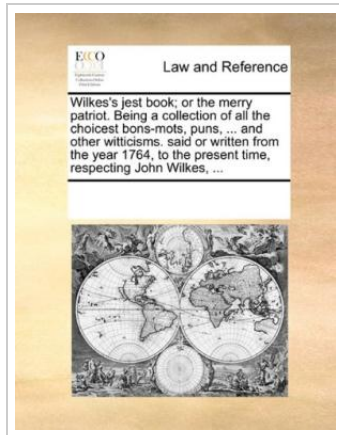 ECCO
Law and Reference
Wilkes's jest book; or the merry
patriot. Being a collection of all the
choicest bons-mots, puns, ... and
other witticisms. said or written from
the year 1764, to the present time,
respecting John Wilkes, ...